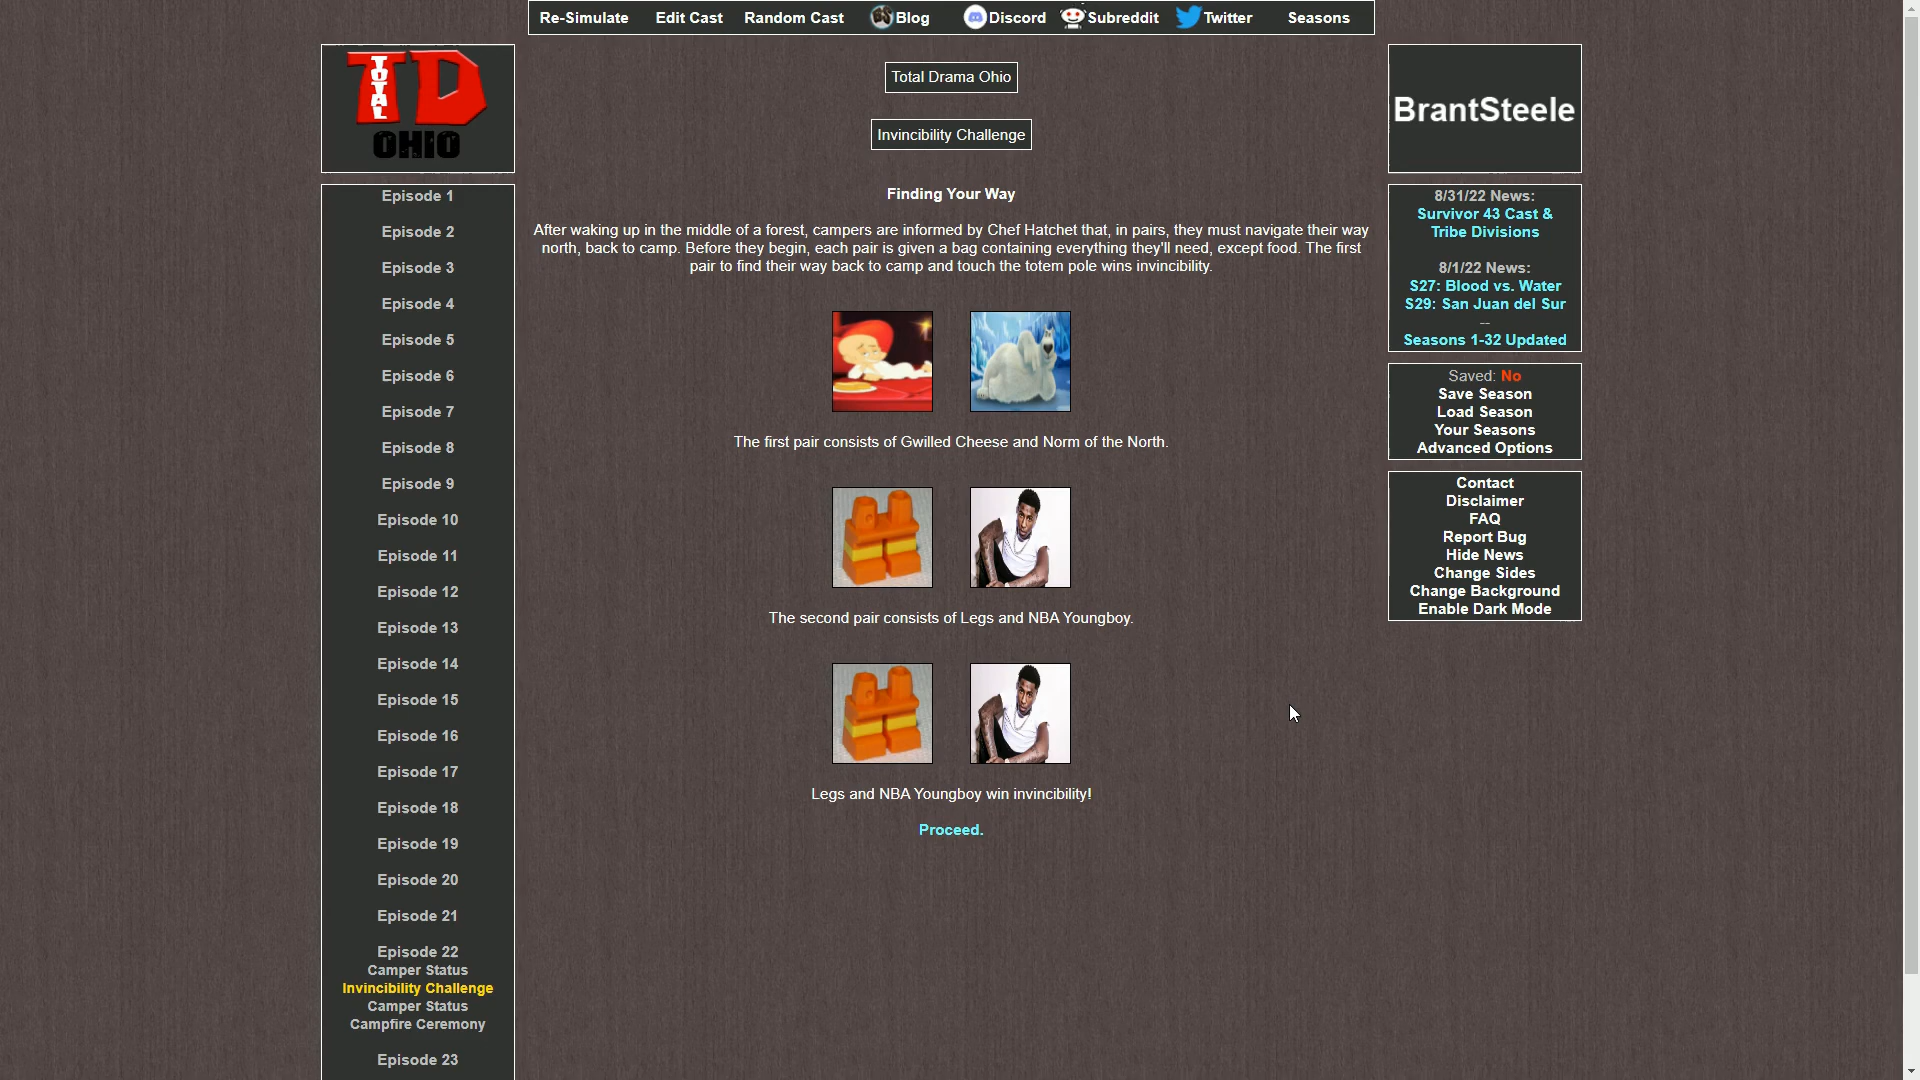 Re-Simulate
Edit Cast
Random Cast
Blog
Discord
Subreddit
Twitter
Seasons
TOTAL
TD
OHIO
Episode 1
Episode 2
Episode 3
Episode 4
Episode 5
Episode 6
Episode 7
Episode 8
Episode 9
Episode 10
Episode 11
Episode 12
Episode 13
Episode 14
Episode 15
Episode 16
Episode 17
Episode 18
Episode 19
Episode 20
Episode 21
Episode 22
Camper Status
Invincibility Challenge
Camper Status
Campfire Ceremony
Episode 23
Total Drama Ohio
Invincibility Challenge
Finding Your Way
After waking up in the middle of a forest, campers are informed by Chef Hatchet that, in pairs, they must navigate their way
north, back to camp. Before they begin, each pair is given a bag containing everything they'll need, except food. The first
pair to find their way back to camp and touch the totem pole wins invincibility.
The first pair consists of Gwilled Cheese and Norm of the North.
The second pair consists of Legs and NBA Youngboy.
Legs and NBA Youngboy win invincibility!
Proceed.
BrantSteele
8/31/22 News:
Survivor 43 Cast &
Tribe Divisions
8/1/22 News:
S27: Blood vs. Water
S29: San Juan del Sur
--
Seasons 1-32 Updated
Saved: No
Save Season
Load Season
Your Seasons
Advanced Options
Contact
Disclaimer
FAQ
Report Bug
Hide News
Change Sides
Change Background
Enable Dark Mode